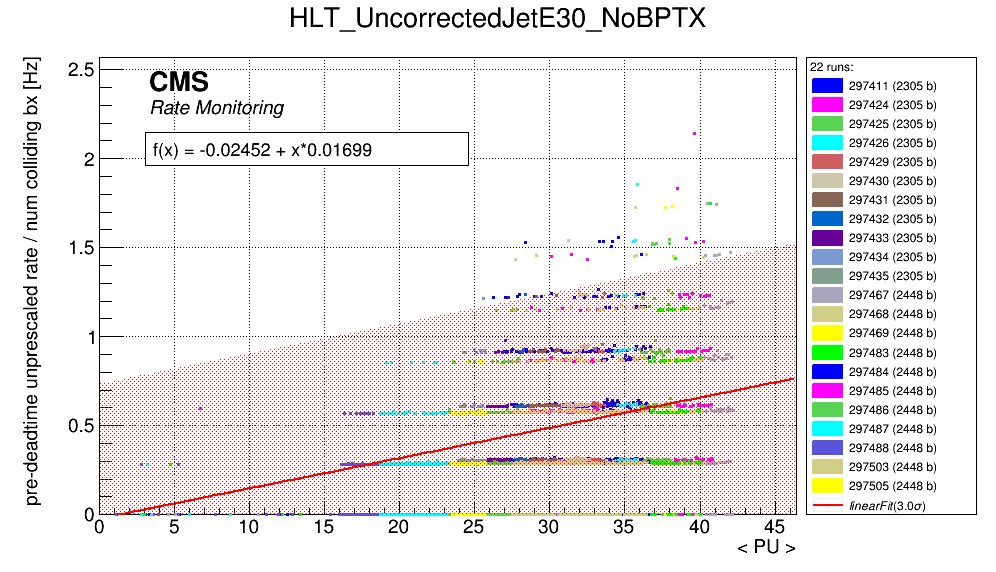 HLT_UncorrectedJetE30_NoBPTX
pre-deadtime unprescaled rate / num colliding bx [Hz]
CMS
Rate Monitoring
f(x) = -0.02452 + x*0.01699
2.5
2
1.5
1
0.5
0
0 5 10 15 20 25 30 35 40 45
< PU >
22 runs:
297411 (2305 b)
297424 (2305 b)
297425 (2305 b)
297426 (2305 b)
297429 (2305 b)
297430 (2305 b)
297431 (2305 b)
297432 (2305 b)
297433 (2305 b)
297434 (2305 b)
297435 (2305 b)
297467 (2448 b)
297468 (2448 b)
297469 (2448 b)
297483 (2448 b)
297484 (2448 b)
297485 (2448 b)
297486 (2448 b)
297487 (2448 b)
297488 (2448 b)
297503 (2448 b)
297505 (2448 b)
linearFit(3.0σ)